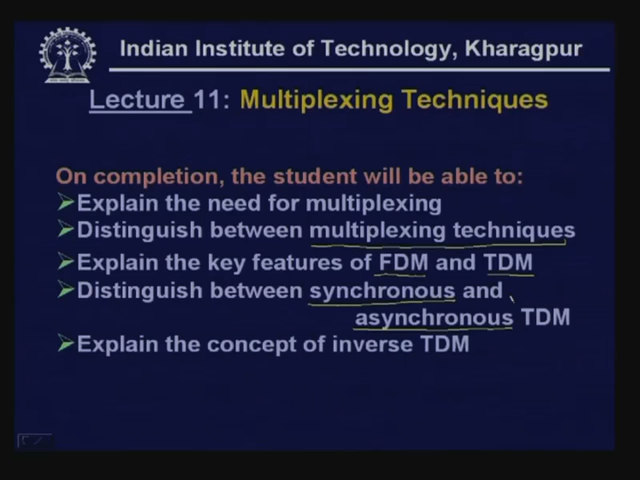 Indian Institute of Technology, Kharagpur
Lecture 11: Multiplexing Techniques
On completion, the student will be able to:
Explain the need for multiplexing
Distinguish between multiplexing techniques
Explain the key features of FDM and TDM
Distinguish between synchronous and
asynchronous TDM
Explain the concept of inverse TDM